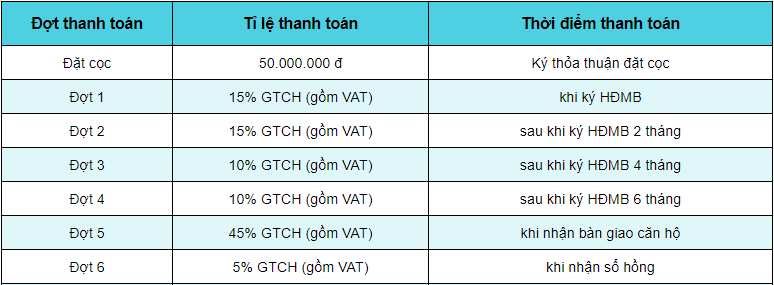 Đợt thanh toán Tỉ lệ thanh toán Thời điểm thanh toán
Đặt cọc 50.000.000 đ Ký thỏa thuận đặt cọc
Đợt 1 15% GTCH (gồm VAT) khi ký HĐMB
Đợt 2 15% GTCH (gồm VAT) sau khi ký HĐMB 2 tháng
Đợt 3 10% GTCH (gồm VAT) sau khi ký HĐMB 4 tháng
Đợt 4 10% GTCH (gồm VAT) sau khi ký HĐMB 6 tháng
Đợt 5 45% GTCH (gồm VAT) khi nhận bàn giao căn hộ
Đợt 6 5% GTCH (gồm VAT) khi nhận sổ hồng